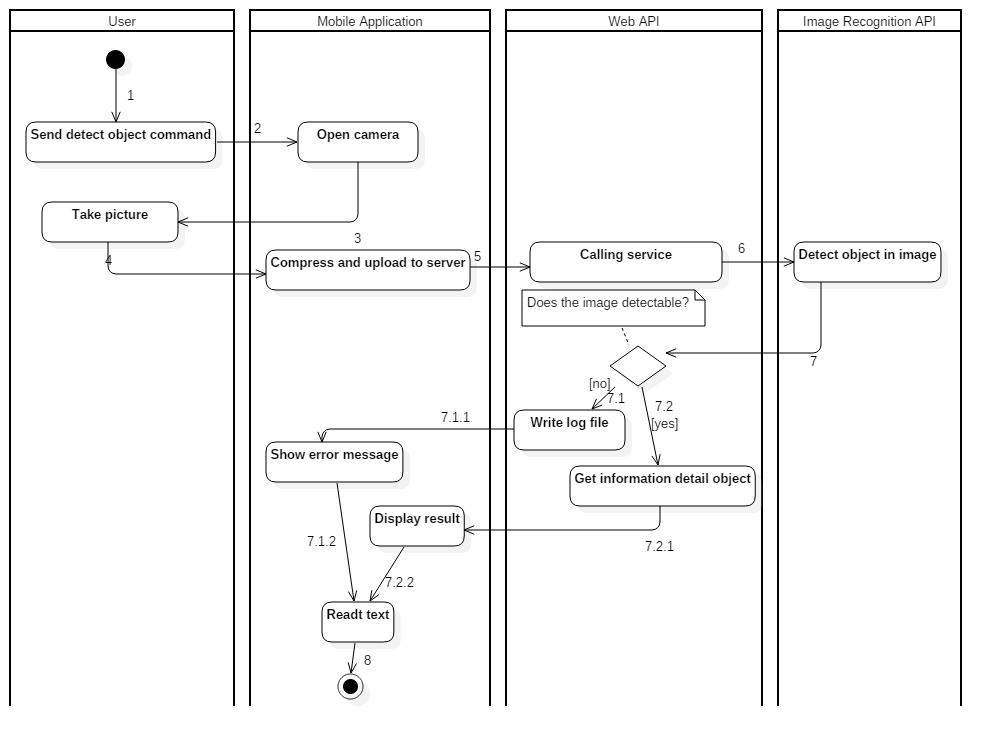 User
Mobile Application
Web API
Image Recognition API
1
Send detect object command
2
Open camera
Take picture
3
4
Compress and upload to server
5
Calling service
6
Detect object in image
Does the image detectable?
7
[no]
7.1
7.2
[yes]
Write log file
7.1.1
Show error message
Get information detail object
Display result
7.1.2
7.2.1
7.2.2
Readt text
8